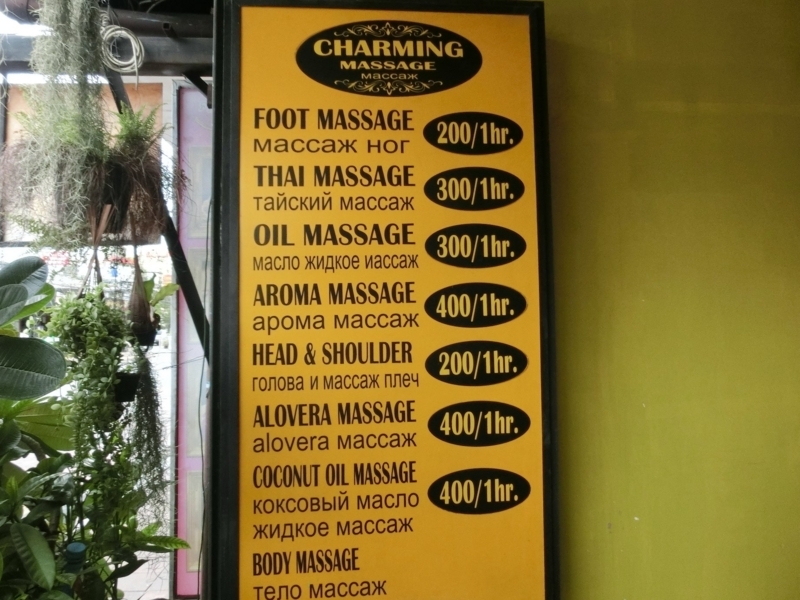 CHARMING
MASSAGE
массаж
FOOT MASSAGE 200/1hr.
массаж ног
THAI MASSAGE 300/1hr.
тайский массаж
OIL MASSAGE 300/1hr.
масло жидкое иассаж
AROMA MASSAGE 400/1hr.
арома массаж
HEAD & SHOULDER 200/1hr.
голова и массаж плеч
ALOVERA MASSAGE 400/1hr.
alovera массаж
COCONUT OIL MASSAGE 400/1hr.
коксовый масло
жидкое массаж
BODY MASSAGE
тело массаж